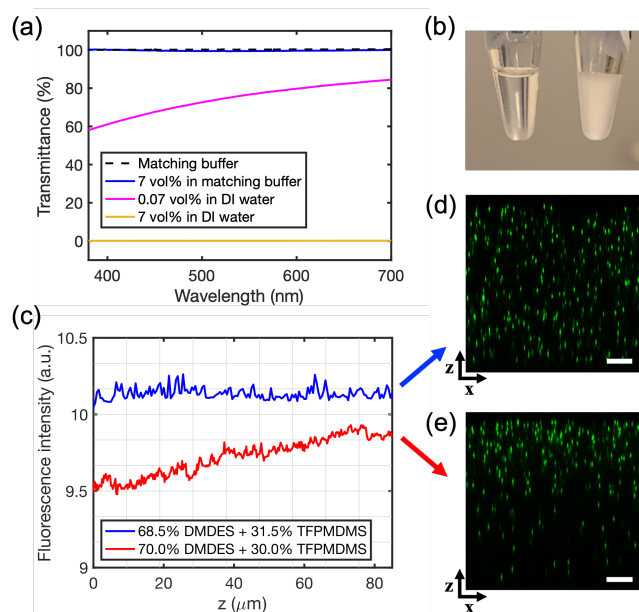 (a)
100
80
60
40
20
0
Transmittance (%)
Matching buffer
7 vol% in matching buffer
0.07 vol% in DI water
7 vol% in DI water
400
500
600
700
Wavelength (nm)
(b)
(c)
10.5
10
9.5
9
Fluorescence intensity (a.u.)
68.5% DMDES + 31.5% TFPMDMS
70.0% DMDES + 30.0% TFPMDMS
0
20
40
60
80
z (μm)
(d)
z
x
(e)
z
x